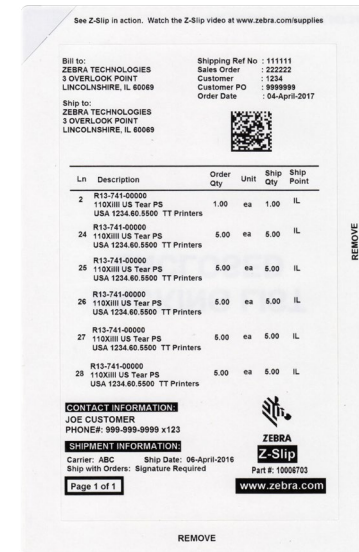 See Z-Slip in action. Watch the Z-Slip video at www.zebra.com/supplies
Bill to:
ZEBRA TECHNOLOGIES
3 OVERLOOK POINT
LINCOLNSHIRE, IL 60069
Ship to:
ZEBRA TECHNOLOGIES
3 OVERLOOK POINT
LINCOLNSHIRE, IL 60069
Shipping Ref No : 111111
Sales Order : 222222
Customer : 1234
Customer PO : 9999999
Order Date : 04-April-2017
Ln Description Order Qty Unit Ship Qty Ship Point
2 R13-741-00000 1.00 ea 1.00 IL
110Xillll US Tear PS
USA 1234.60.5500 TT Printers
24 R13-741-00000 5.00 ea 5.00 IL
110Xillll US Tear PS
USA 1234.60.5500 TT Printers
25 R13-741-00000 5.00 ea 5.00 IL
110Xillll US Tear PS
USA 1234.60.5500 TT Printers
26 R13-741-00000 5.00 ea 5.00 IL
110Xillll US Tear PS
USA 1234.60.5500 TT Printers
27 R13-741-00000 5.00 ea 5.00 IL
110Xillll US Tear PS
USA 1234.60.5500 TT Printers
28 R13-741-00000 5.00 ea 5.00 IL
110Xillll US Tear PS
USA 1234.60.5500 TT Printers
CONTACT INFORMATION:
JOE CUSTOMER
PHONE#: 999-999-9999 x123
SHIPMENT INFORMATION:
Carrier: ABC Ship Date: 06-April-2016
Ship with Orders: Signature Required
Page 1 of 1
ZEBRA
Z-Slip
Part #: 10006703
www.zebra.com
REMOVE
REMOVE